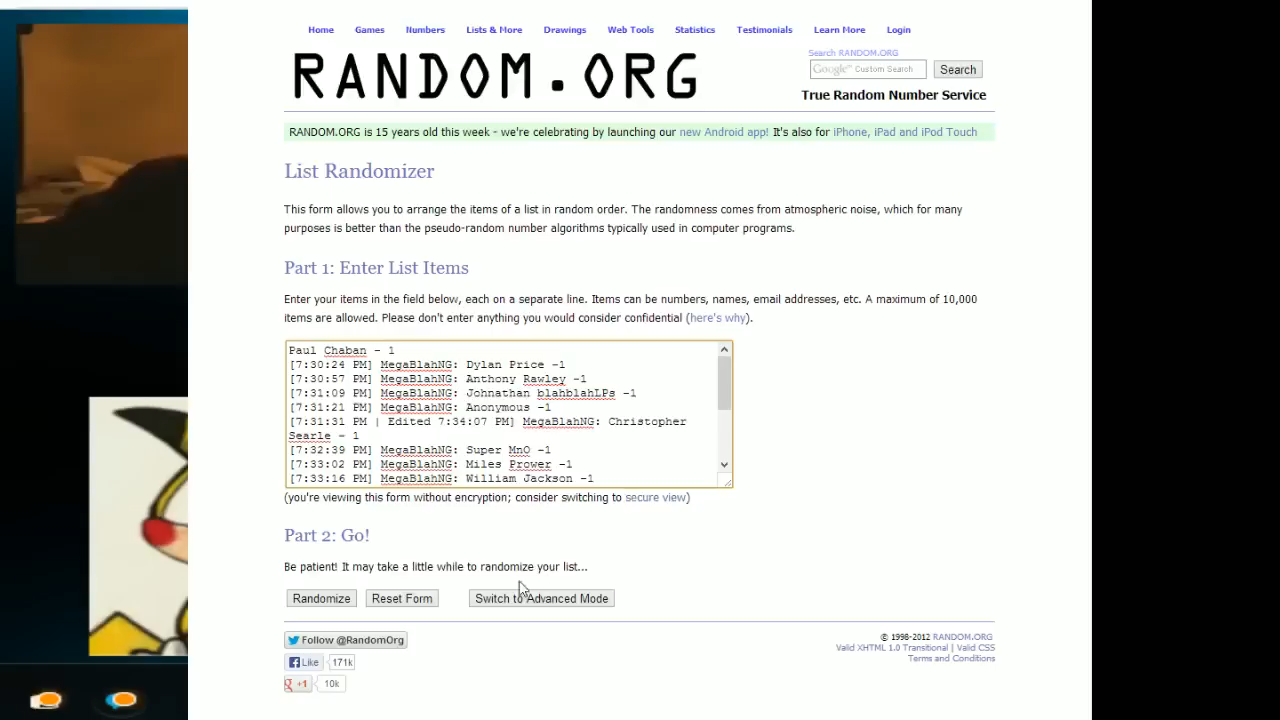 Home Games Numbers Lists & More Drawings Web Tools Statistics Testimonials Learn More Login
RANDOM.ORG
Search RANDOM.ORG
Google™ Custom Search Search
True Random Number Service
RANDOM.ORG is 15 years old this week - we're celebrating by launching our new Android app! It's also for iPhone, iPad and iPod Touch
List Randomizer
This form allows you to arrange the items of a list in random order. The randomness comes from atmospheric noise, which for many
purposes is better than the pseudo-random number algorithms typically used in computer programs.
Part 1: Enter List Items
Enter your items in the field below, each on a separate line. Items can be numbers, names, email addresses, etc. A maximum of 10,000
items are allowed. Please don't enter anything you would consider confidential (here's why).
Paul Chaban - 1
[7:30:24 PM] MegaBlahNG: Dylan Price -1
[7:30:57 PM] MegaBlahNG: Anthony Rawley -1
[7:31:09 PM] MegaBlahNG: Johnathan blahblahLPs -1
[7:31:21 PM] MegaBlahNG: Anonymous -1
[7:31:31 PM | Edited 7:34:07 PM] MegaBlahNG: Christopher
Searle - 1
[7:32:39 PM] MegaBlahNG: Super MnO -1
[7:33:02 PM] MegaBlahNG: Miles Prower -1
[7:33:16 PM] MegaBlahNG: William Jackson -1
(you're viewing this form without encryption; consider switching to secure view)
Part 2: Go!
Be patient! It may take a little while to randomize your list...
Randomize Reset Form Switch to Advanced Mode
Follow @RandomOrg
Like 171k
g +1 10k
© 1998-2012 RANDOM.ORG
Valid XHTML 1.0 Transitional | Valid CSS
Terms and Conditions